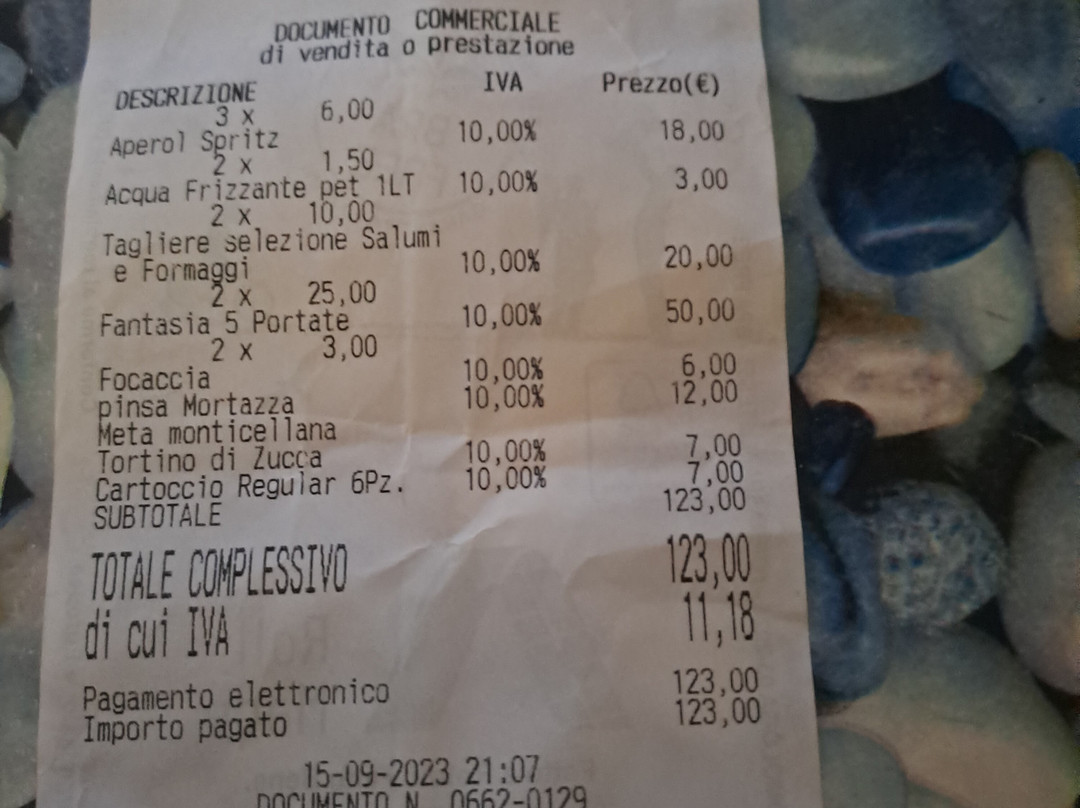 DOCUMENTO COMMERCIALE
di vendita o prestazione
DESCRIZIONE IVA Prezzo(€)
3 x 6,00
Aperol Spritz 10,00% 18,00
2 x 1,50
Acqua Frizzante pet 1LT 10,00% 3,00
2 x 10,00
Tagliere selezione Salumi
e Formaggi 10,00% 20,00
2 x 25,00
Fantasia 5 Portate 10,00% 50,00
2 x 3,00
Focaccia 10,00% 6,00
pinsa Mortazza 10,00% 12,00
Meta monticellana
Tortino di Zucca 10,00% 7,00
Cartoccio Regular 6Pz. 10,00% 7,00
SUBTOTALE 123,00
TOTALE COMPLESSIVO 123,00
di cui IVA 11,18
Pagamento elettronico 123,00
Importo pagato 123,00
15-09-2023 21:07
DOCUMENTO N. 0662-0129